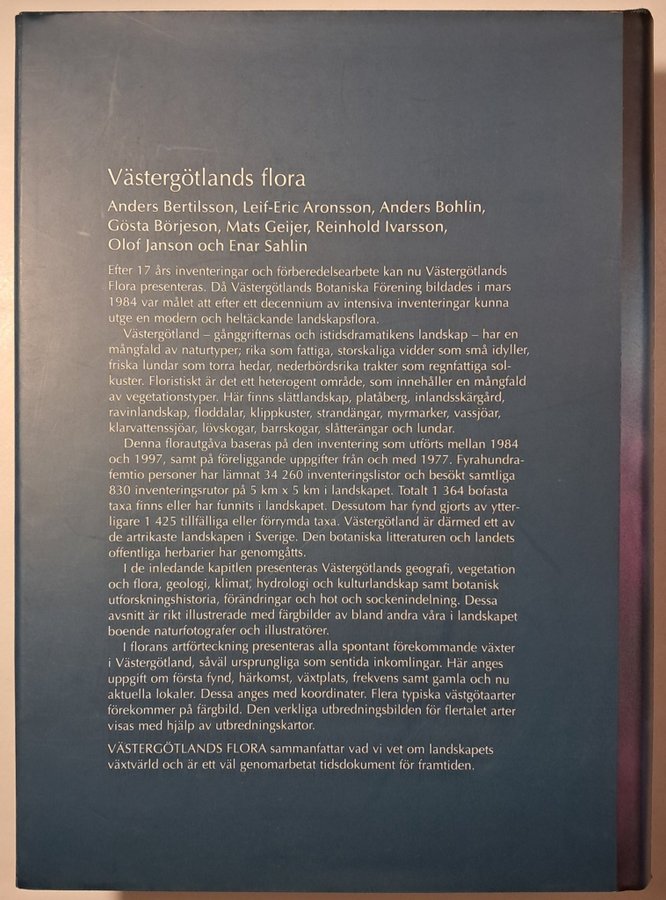 Västergötlands flora
Anders Bertilsson, Leif-Eric Aronsson, Anders Bohlin,
Gösta Börjeson, Mats Geijer, Reinhold Ivarsson,
Olof Janson och Enar Sahlin
Efter 17 års inventeringar och förberedelsearbete kan nu Västergötlands
Flora presenteras. Då Västergötlands Botaniska Förening bildades i mars
1984 var målet att efter ett decennium av intensiva inventeringar kunna
utge en modern och heltäckande landskapsflora.
Västergötland – gånggrifternas och istidsdramatikens landskap – har en
mångfald av naturtyper; rika som fattiga, storskaliga vidder som små idyller,
friska lundar som torra hedar, nederbördsrika trakter som regnfattiga sol-
kuster. Floristiskt är det ett heterogent område, som innehåller en mångfald
av vegetationstyper. Här finns slättlandskap, platåberg, inlandsskärgård,
ravinlandskap, floddalar, klippkuster, strandängar, myrmarker, vassjöar,
klarvattenssjöar, lövskogar, barrskogar, slåtterängar och lundar.
Denna florautgåva baseras på den inventering som utförts mellan 1984
och 1997, samt på föreliggande uppgifter från och med 1977. Fyrahundra-
femtio personer har lämnat 34 260 inventeringslistor och besökt samtliga
830 inventeringsrutor på 5 km x 5 km i landskapet. Totalt 1 364 bofasta
taxa finns eller har funnits i landskapet. Dessutom har fynd gjorts av ytter-
ligare 1 425 tillfälliga eller förrymda taxa. Västergötland är därmed ett av
de artrikaste landskapen i Sverige. Den botaniska litteraturen och landets
offentliga herbarier har genomgåtts.
I de inledande kapitlen presenteras Västergötlands geografi, vegetation
och flora, geologi, klimat, hydrologi och kulturlandskap samt botanisk
utforskningshistoria, förändringar och hot och sockenindelning. Dessa
avsnitt är rikt illustrerade med färgbilder av bland andra våra i landskapet
boende naturfotografer och illustratörer.
I florans artförteckning presenteras alla spontant förekommande växter
i Västergötland, såväl ursprungliga som sentida inkomlingar. Här anges
uppgift om första fynd, härkomst, växtplats, frekvens samt gamla och nu
aktuella lokaler. Dessa anges med koordinater. Flera typiska västgötaarter
förekommer på färgbild. Den verkliga utbredningsbilden för flertalet arter
visas med hjälp av utbredningskartor.
VÄSTERGÖTLANDS FLORA sammanfattar vad vi vet om landskapets
växtvärld och är ett väl genomarbetat tidsdokument för framtiden.